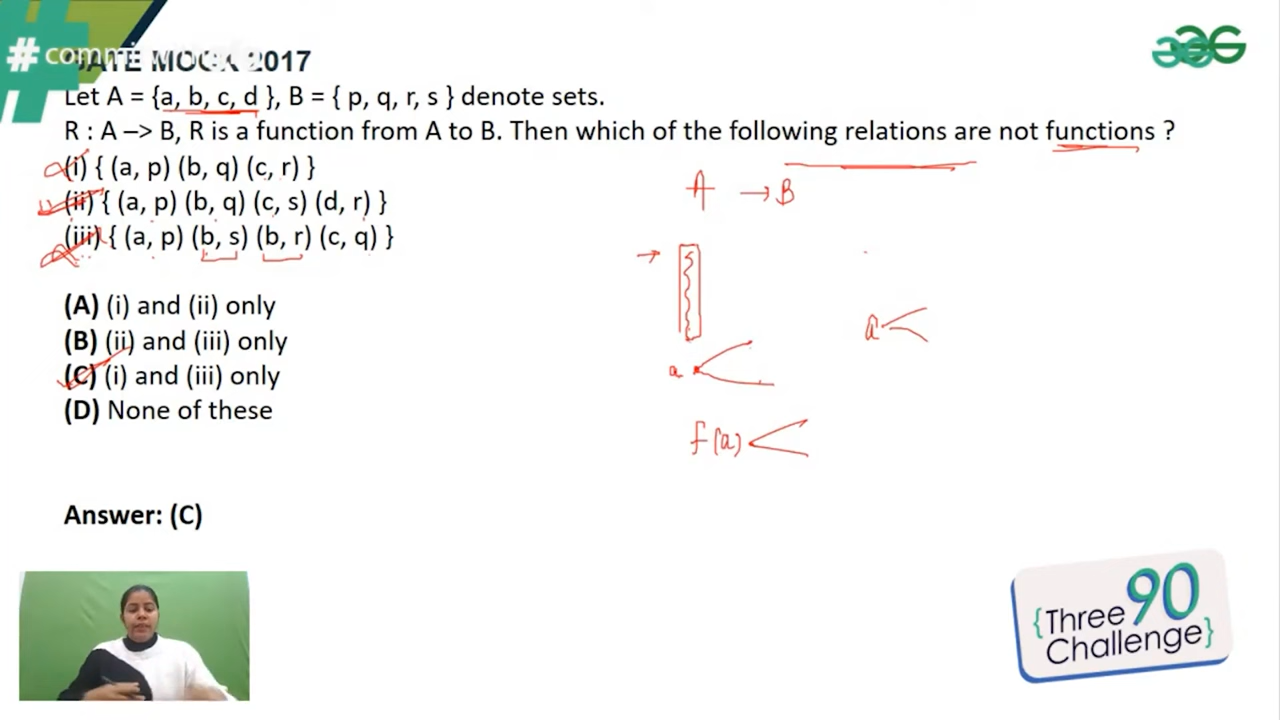 #commi
GATE MOCK 2017
Let A = {a, b, c, d }, B = { p, q, r, s } denote sets.
R : A –> B, R is a function from A to B. Then which of the following relations are not functions ?
(i) { (a, p) (b, q) (c, r) }
(ii) { (a, p) (b, q) (c, s) (d, r) }
(iii) { (a, p) (b, s) (b, r) (c, q) }
A → B
(A) (i) and (ii) only
(B) (ii) and (iii) only
(C) (i) and (iii) only
(D) None of these
a
a
f(a)
Answer: (C)
{Three 90
Challenge}